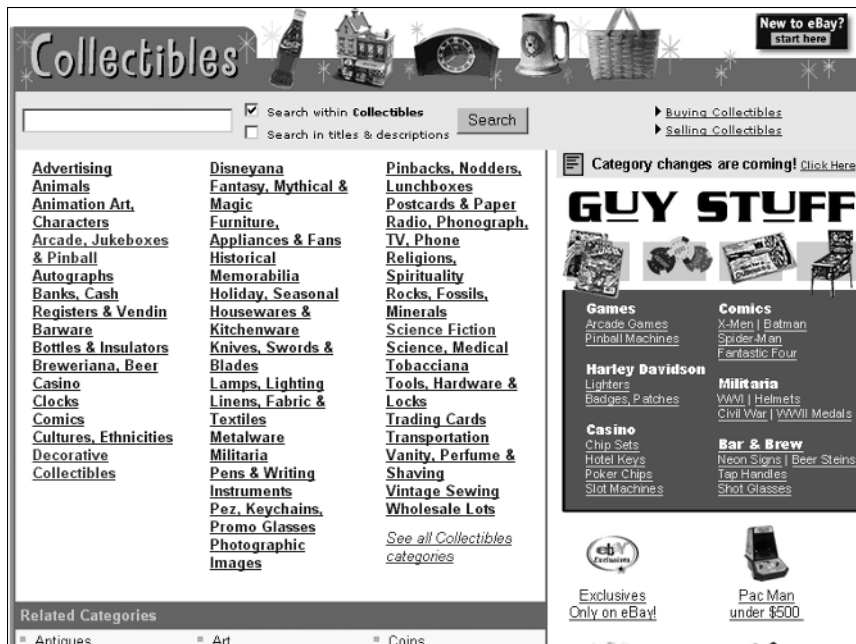 Collectibles
New to eBay?
start here
Search within Collectibles
Search in titles & descriptions
Search
Buying Collectibles
Selling Collectibles
Advertising
Animals
Animation Art,
Characters
Arcade, Jukeboxes
& Pinball
Autographs
Banks, Cash
Registers & Vendin
Barware
Bottles & Insulators
Breweriana, Beer
Casino
Clocks
Comics
Cultures, Ethnicities
Decorative
Collectibles
Disneyana
Fantasy, Mythical &
Magic
Furniture,
Appliances & Fans
Historical
Memorabilia
Holiday, Seasonal
Housewares &
Kitchenware
Knives, Swords &
Blades
Lamps, Lighting
Linens, Fabric &
Textiles
Metalware
Militaria
Pens & Writing
Instruments
Pez, Keychains,
Promo Glasses
Photographic
Images
Pinbacks, Nodders,
Lunchboxes
Postcards & Paper
Radio, Phonograph,
TV, Phone
Religions,
Spirituality
Rocks, Fossils,
Minerals
Science Fiction
Science, Medical
Tobacciana
Tools, Hardware &
Locks
Trading Cards
Transportation
Vanity, Perfume &
Shaving
Vintage Sewing
Wholesale Lots
See all Collectibles
categories
Category changes are coming! Click Here
GUY STUFF
Games
Arcade Games
Pinball Machines
Harley Davidson
Lighters
Badges, Patches
Casino
Chip Sets
Hotel Keys
Poker Chips
Slot Machines
Comics
X-Men | Batman
Spider-Man
Fantastic Four
Militaria
WWI | Helmets
Civil War | WWII Medals
Bar & Brew
Neon Signs | Beer Steins
Tap Handles
Shot Glasses
ebY
Exclusives
Exclusives
Only on eBay!
Pac Man
under $500
Related Categories
Antiques
Art
Coins